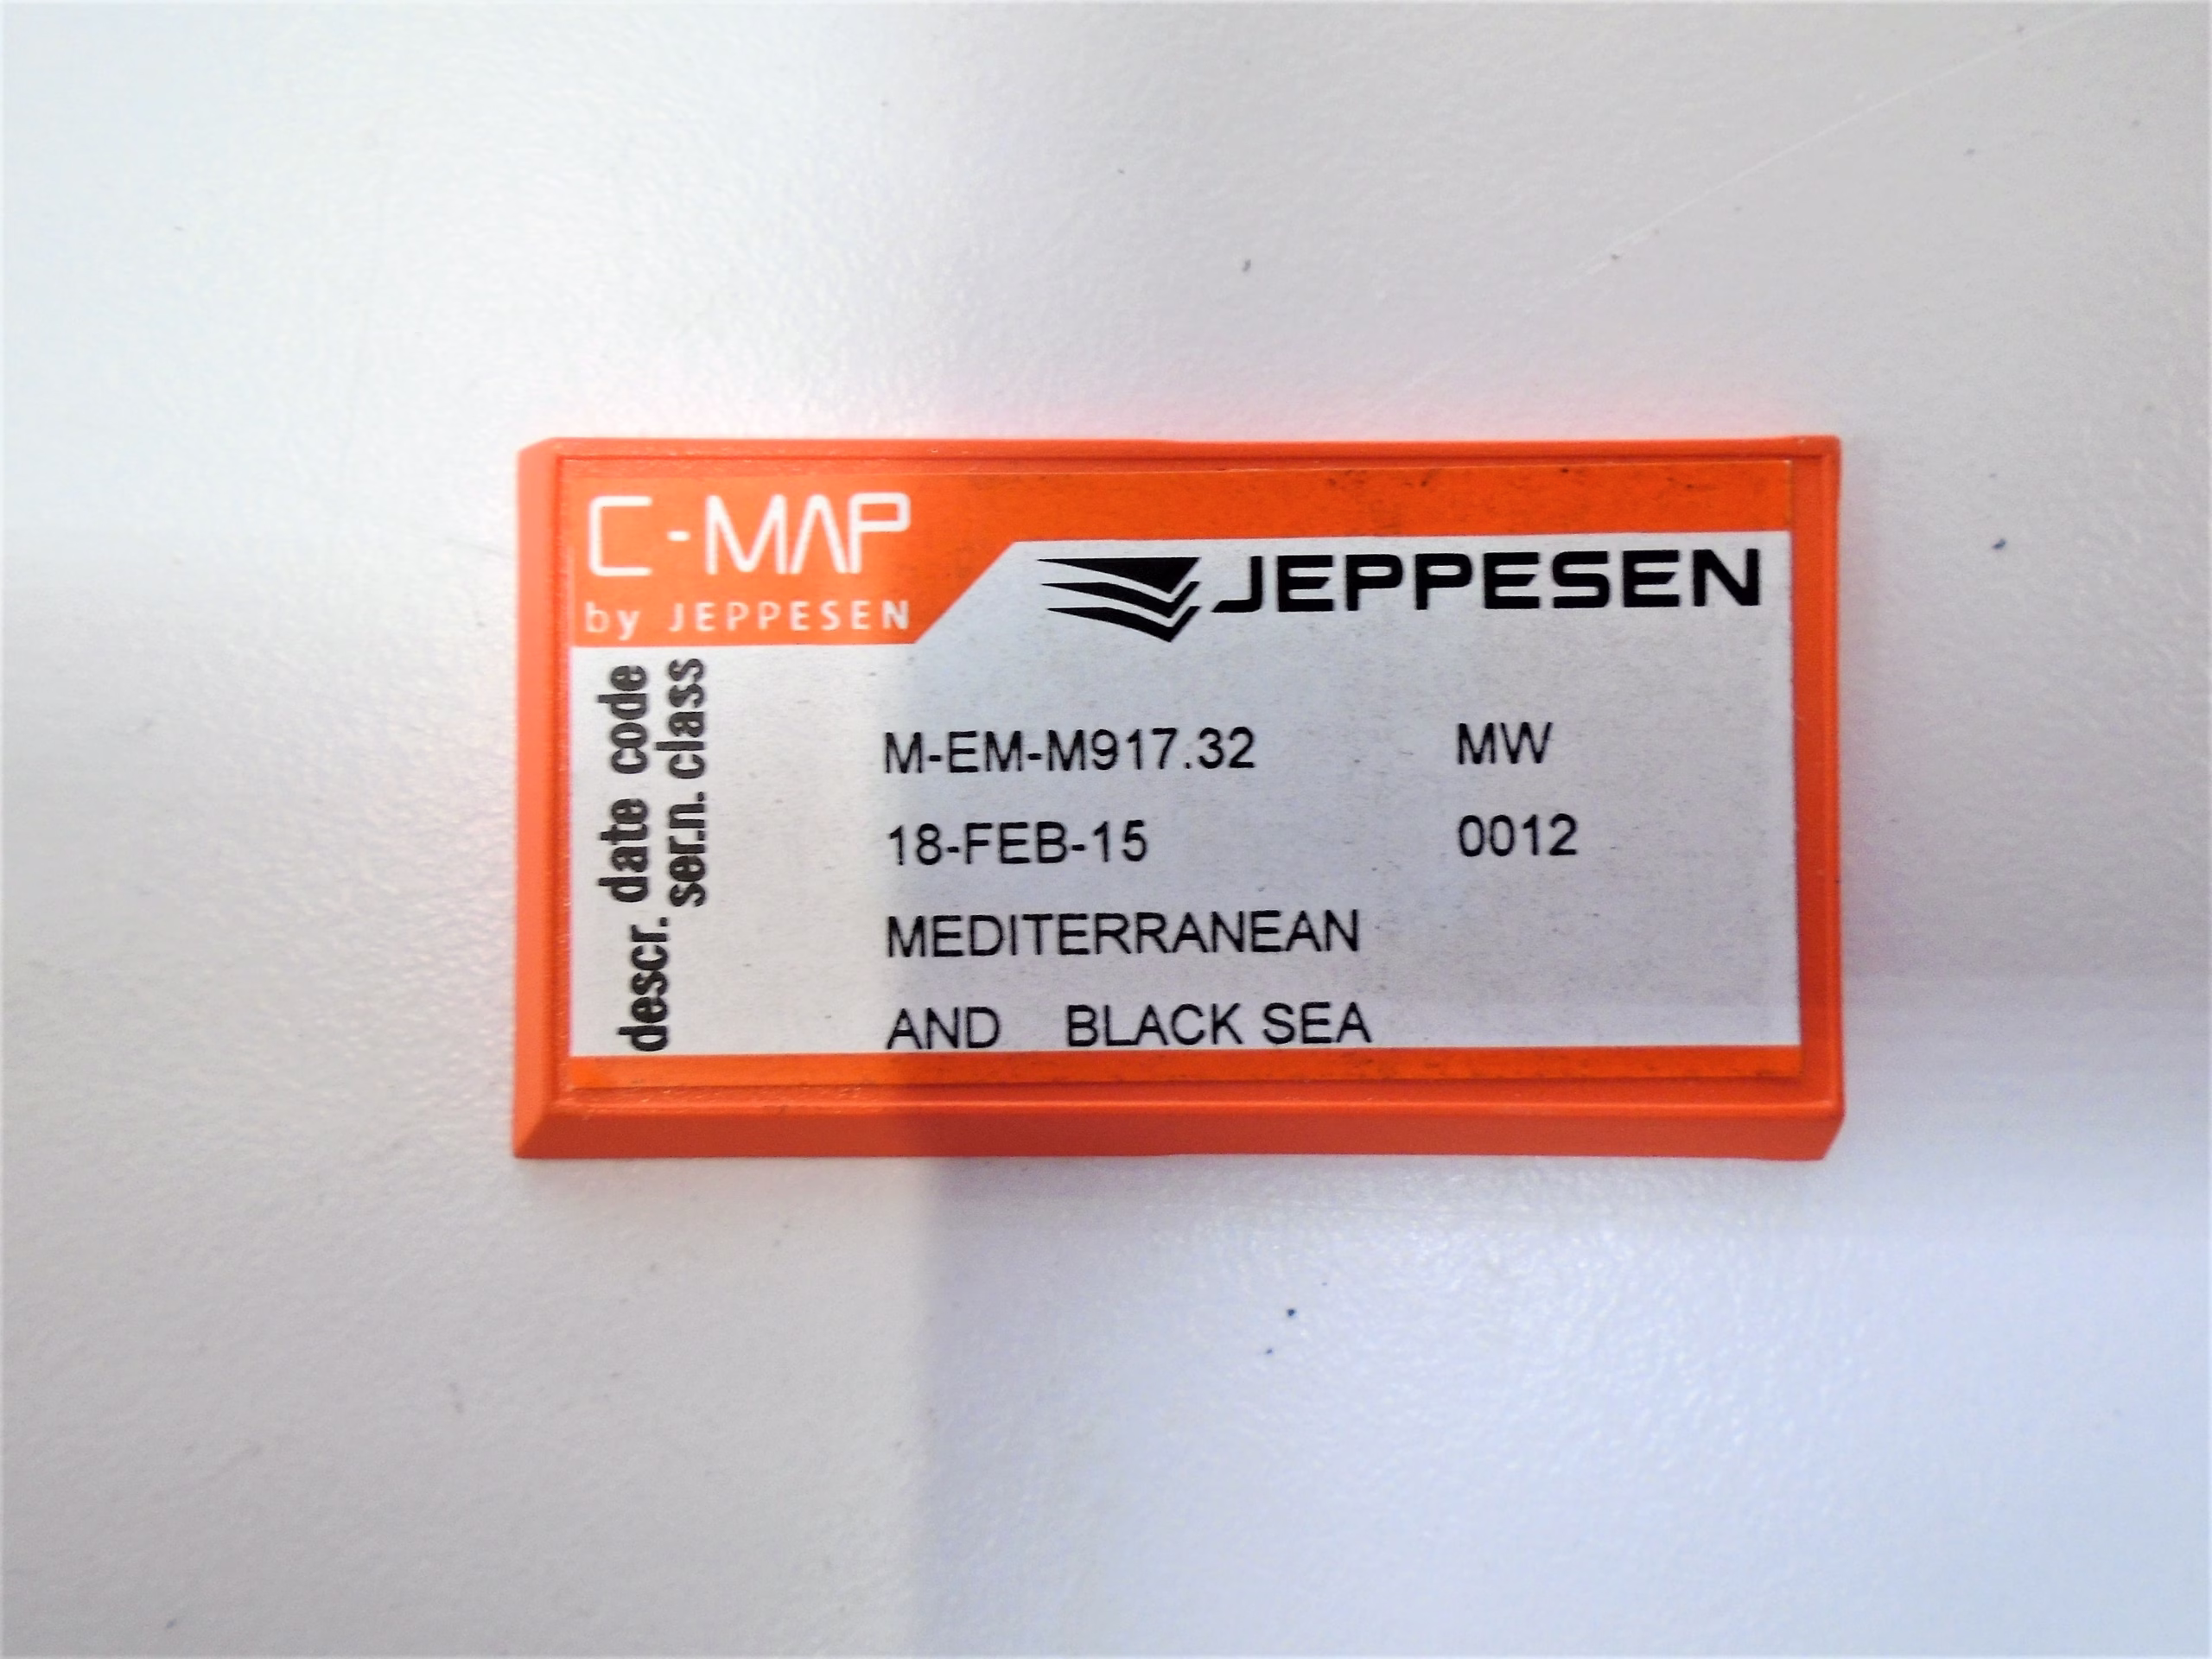 C-MAP
by JEPPESEN
JEPPESEN
descr. date code
ser.n. class
M-EM-M917.32 MW
18-FEB-15 0012
MEDITERRANEAN
AND BLACK SEA